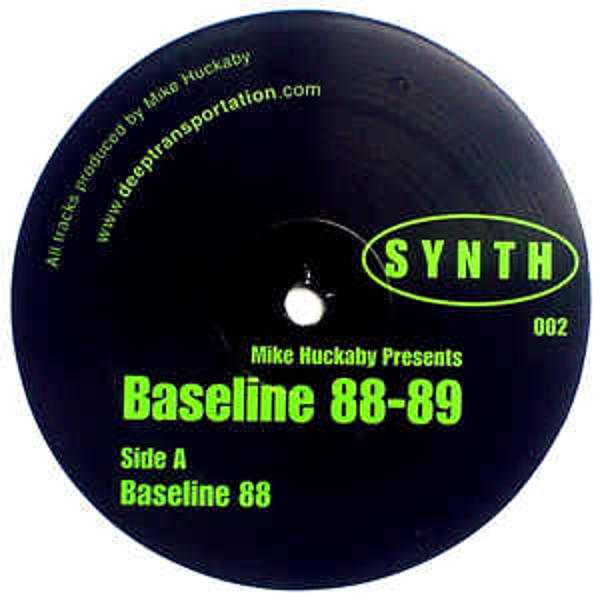 All tracks produced by Mike Huckaby
www.deeptransportation.com
SYNTH
002
Mike Huckaby Presents
Baseline 88-89
Side A
Baseline 88